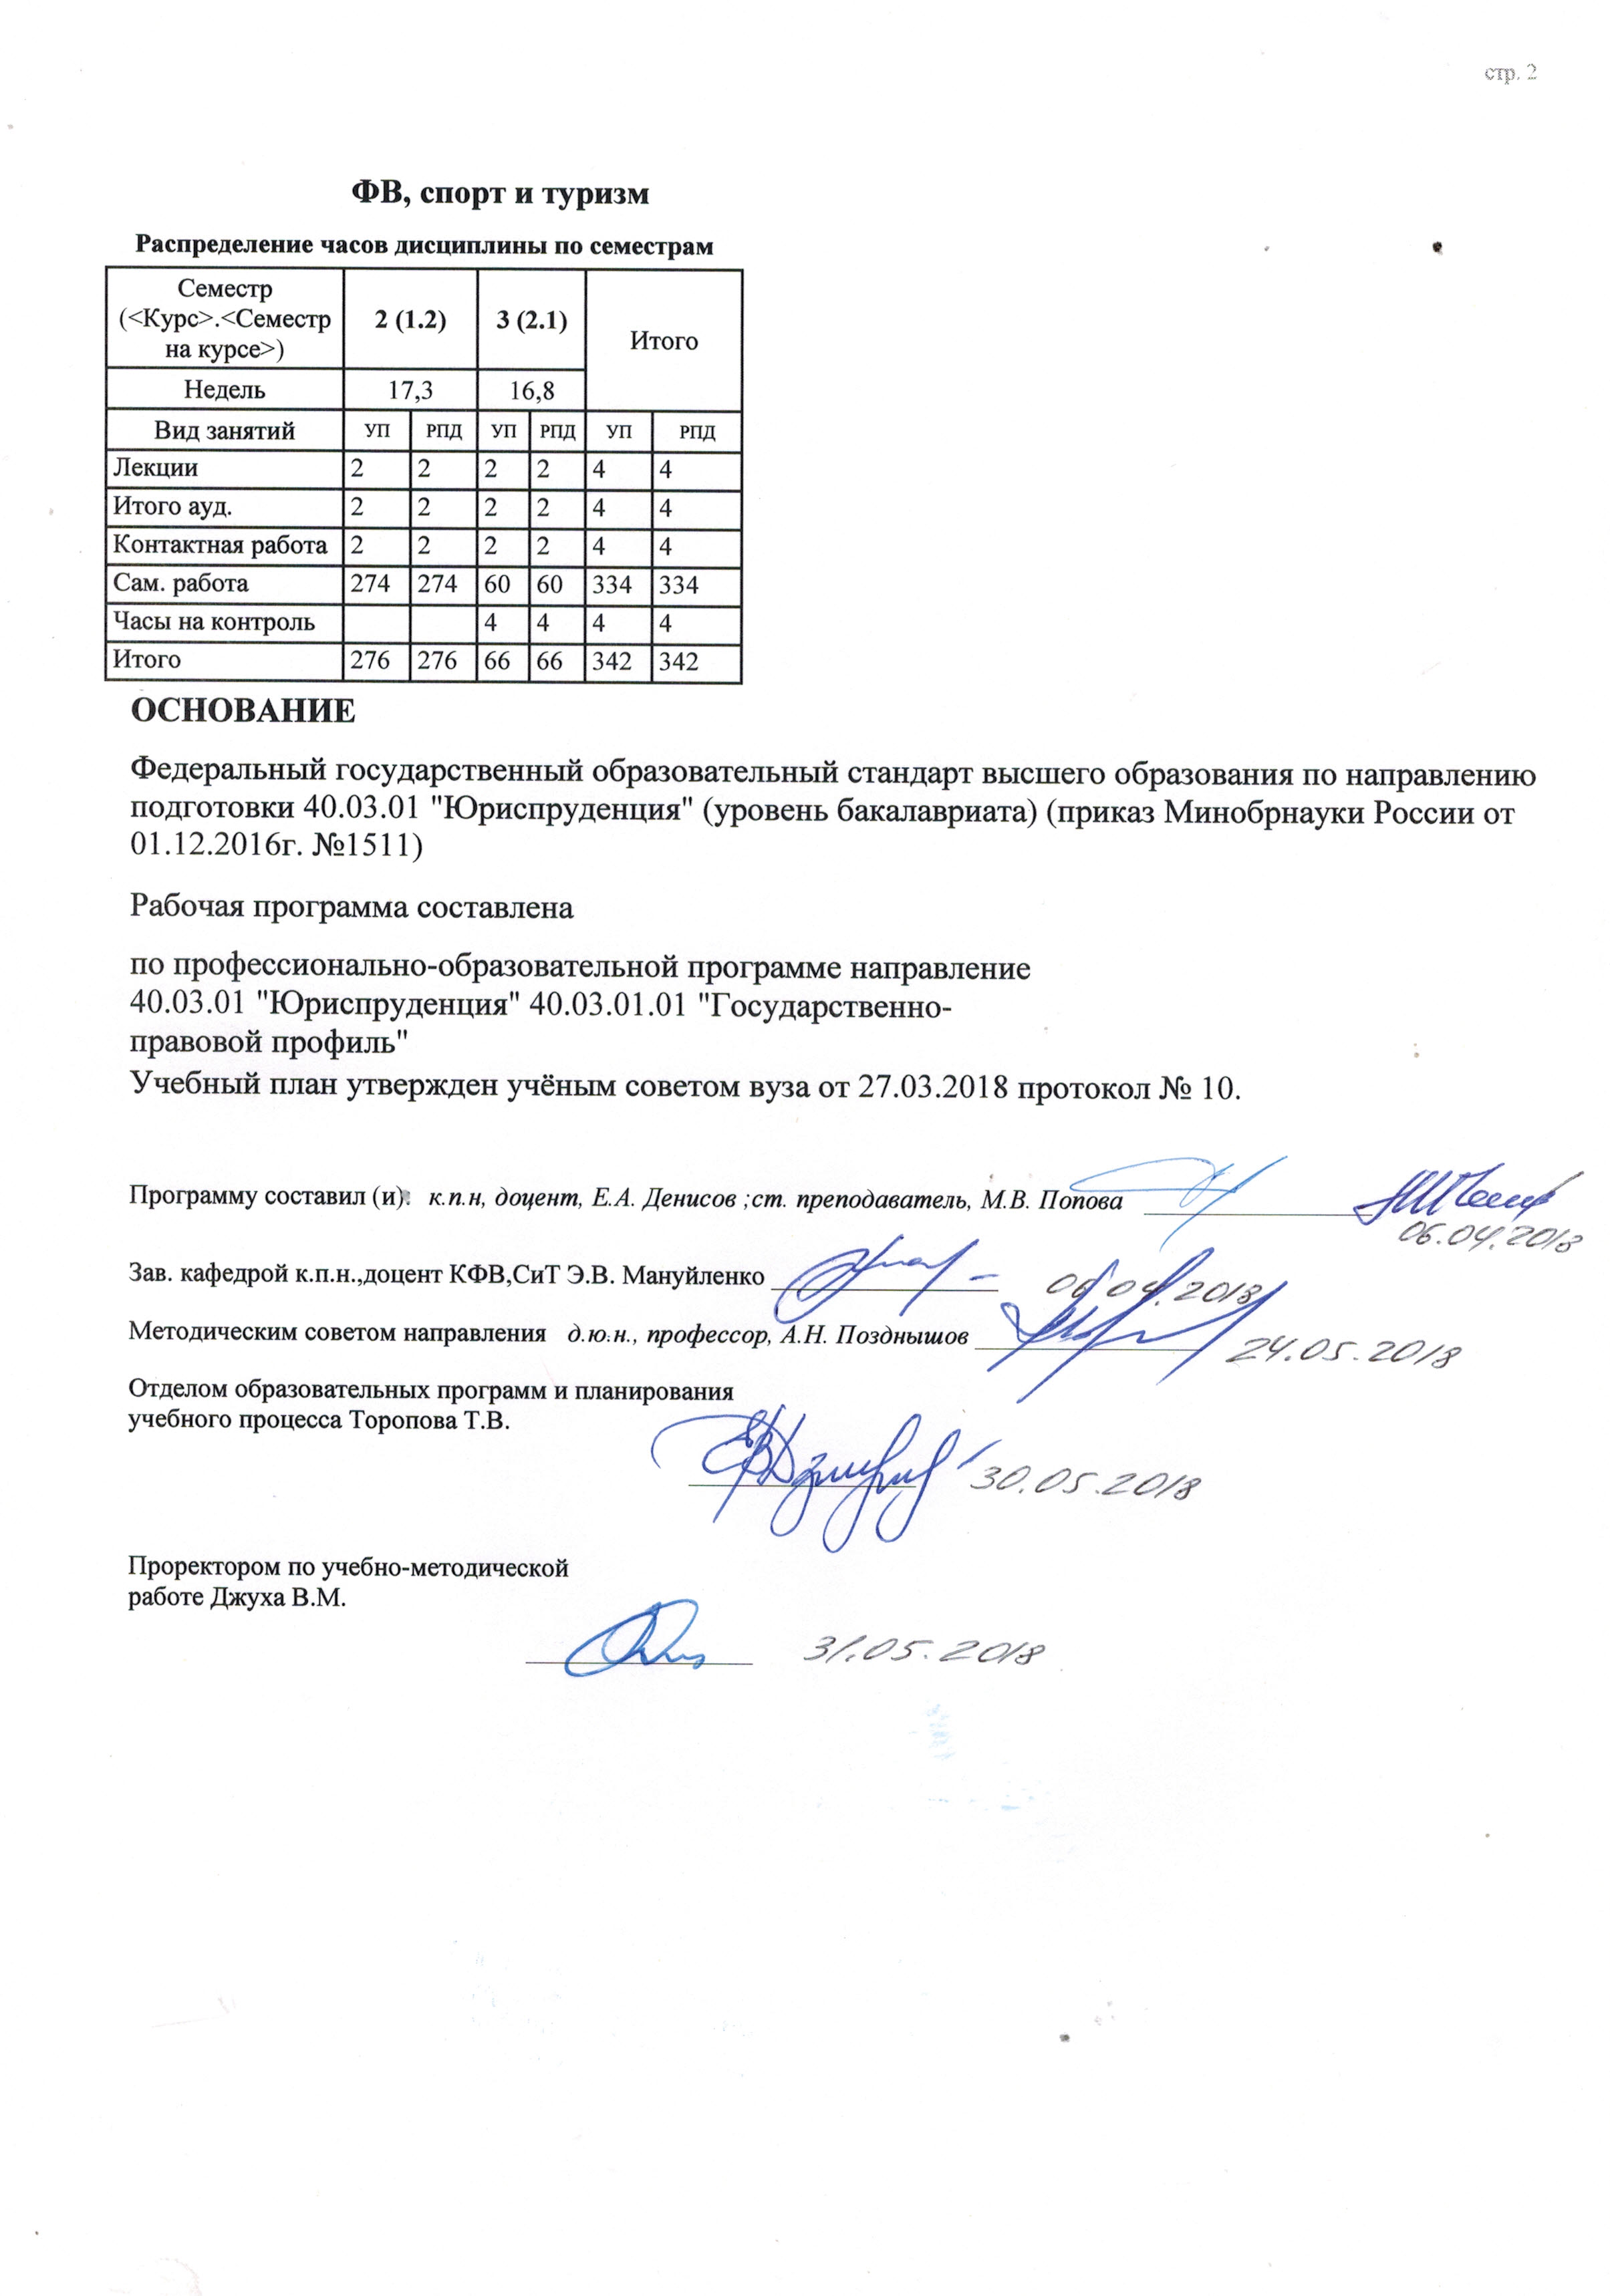 стр. 2
ФВ, спорт и туризм
Распределение часов дисциплины по семестрам
Семестр (<Курс>.<Семестр на курсе>) 2 (1.2) 3 (2.1) Итого
Недель 17,3 16,8
Вид занятий УП РПД УП РПД УП РПД
Лекции 2 2 2 2 4 4
Итого ауд. 2 2 2 2 4 4
Контактная работа 2 2 2 2 4 4
Сам. работа 274 274 60 60 334 334
Часы на контроль 4 4 4 4
Итого 276 276 66 66 342 342
ОСНОВАНИЕ
Федеральный государственный образовательный стандарт высшего образования по направлению
подготовки 40.03.01 "Юриспруденция" (уровень бакалавриата) (приказ Минобрнауки России от
01.12.2016г. №1511)
Рабочая программа составлена
по профессионально-образовательной программе направление
40.03.01 "Юриспруденция" 40.03.01.01 "Государственно-
правовой профиль"
Учебный план утвержден учёным советом вуза от 27.03.2018 протокол № 10.
Программу составил (и): к.п.н, доцент, Е.А. Денисов ;ст. преподаватель, М.В. Попова
06.04.2018
Зав. кафедрой к.п.н.,доцент КФВ,СиТ Э.В. Мануйленко 06.04.2018
Методическим советом направления д.ю.н., профессор, А.Н. Позднышов 24.05.2018
Отделом образовательных программ и планирования
учебного процесса Торопова Т.В.
30.05.2018
Проректором по учебно-методической
работе Джуха В.М.
31.05.2018